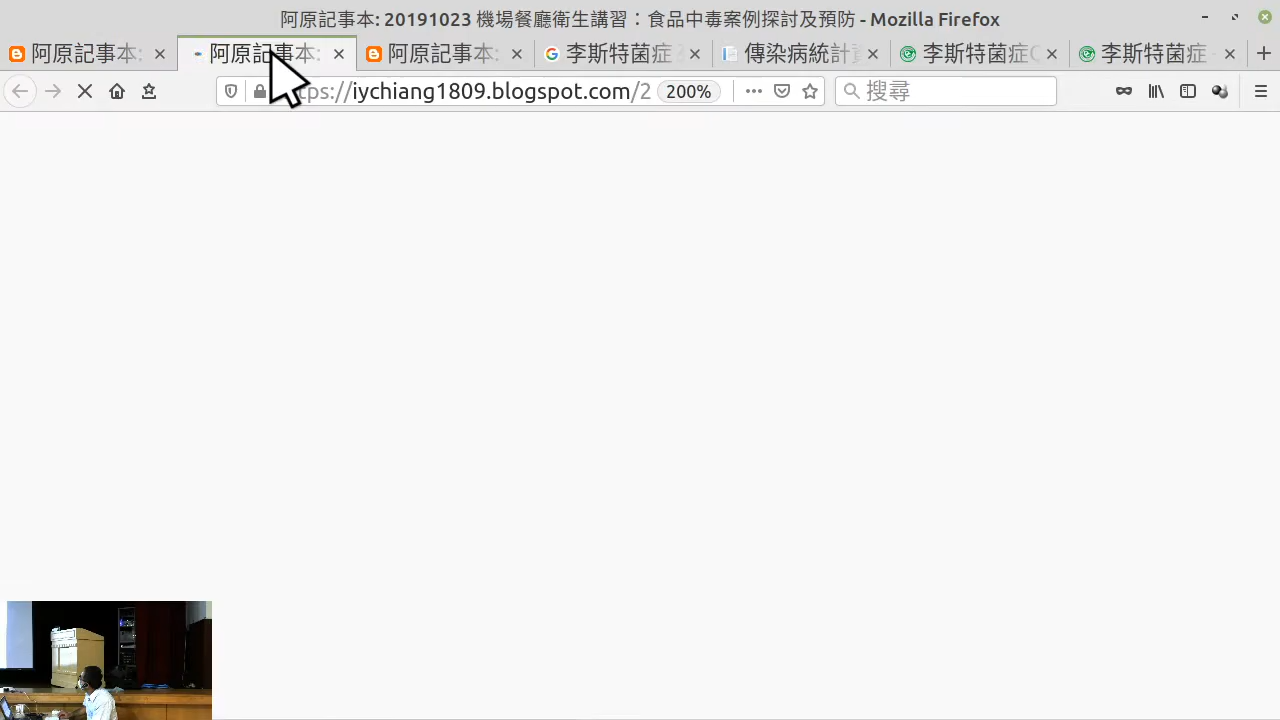 阿原記事本: 20191023 機場餐廳衛生講習：食品中毒案例探討及預防 - Mozilla Firefox
阿原記事本: 阿原記事本: 阿原記事本: 李斯特菌症 傳染病統計 李斯特菌症 李斯特菌症 -
tps://iychiang1809.blogspot.com/2 200% 搜尋